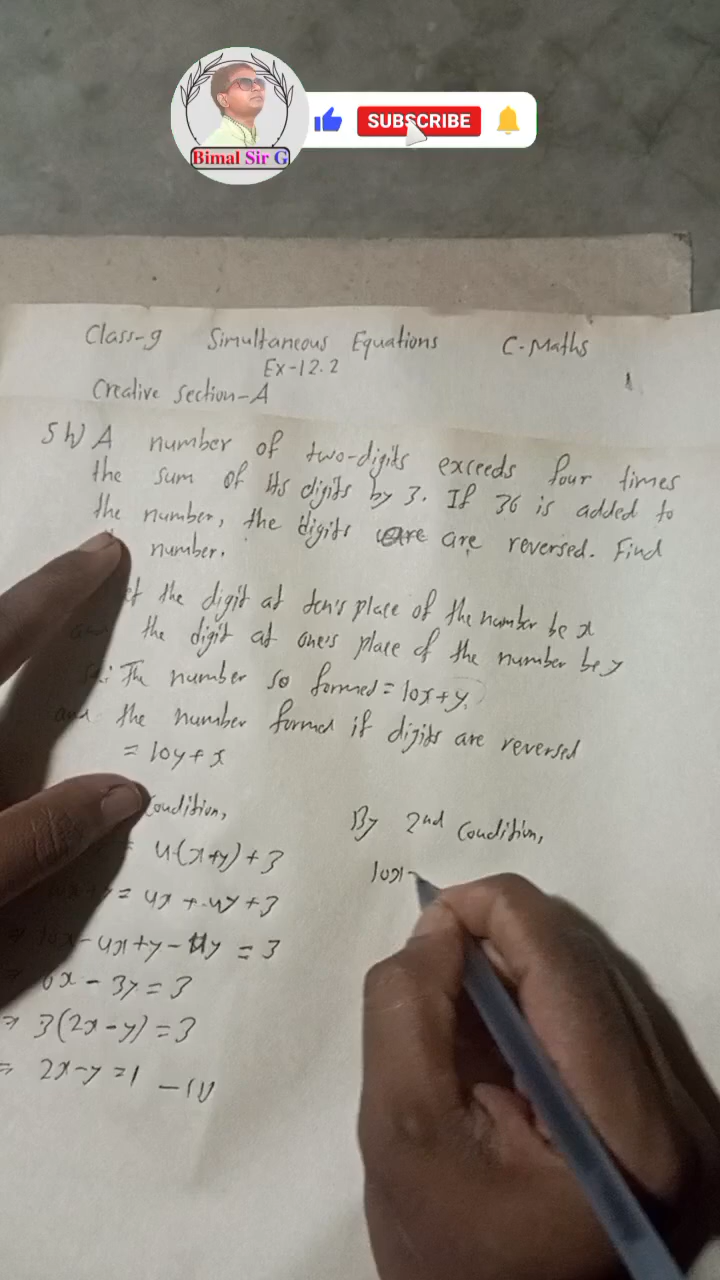 Bimal Sir G
SUBSCRIBE
Class-9 Simultaneous Equations C-Maths
Ex-12.2
Creative section-A
5 h) A number of two-digits exceeds four times
the sum of its digits by 3. If 36 is added to
the number, the digits are reversed. Find
number.
the digit at ten's place of the number be x
the digit at one's place of the number be y
The number so formed = 10x+y.
and the number formed if digits are reversed
= 10y + x
Condition,
By 2nd Condition,
= 4(x+y) + 3
10x
= 4x + 4y + 3
10x - 4x + y - 4y = 3
6x - 3y = 3
⇒ 3(2x-y) = 3
⇒ 2x-y = 1